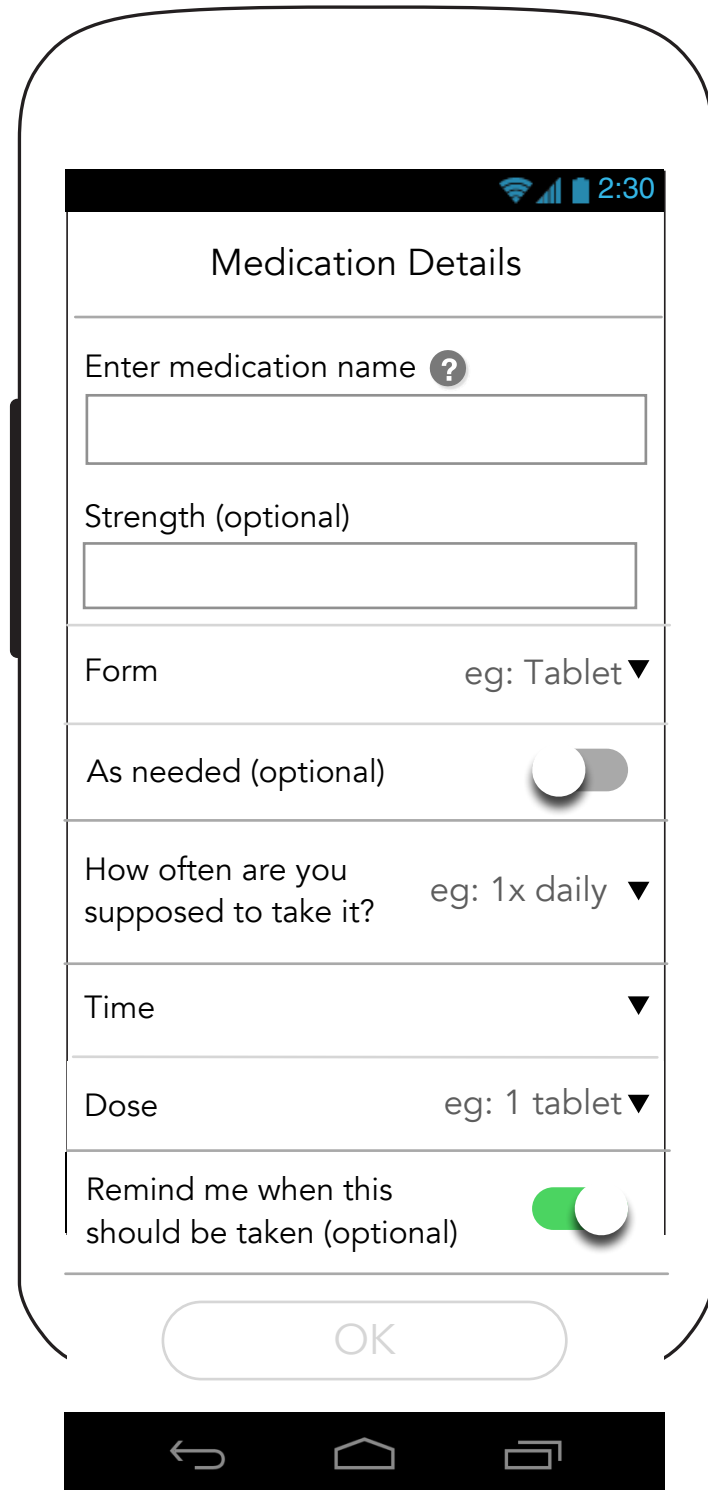 2:30
Medication Details
Enter medication name ?
Strength (optional)
Form eg: Tablet
As needed (optional)
How often are you
supposed to take it? eg: 1x daily
Time
Dose eg: 1 tablet
Remind me when this
should be taken (optional)
OK